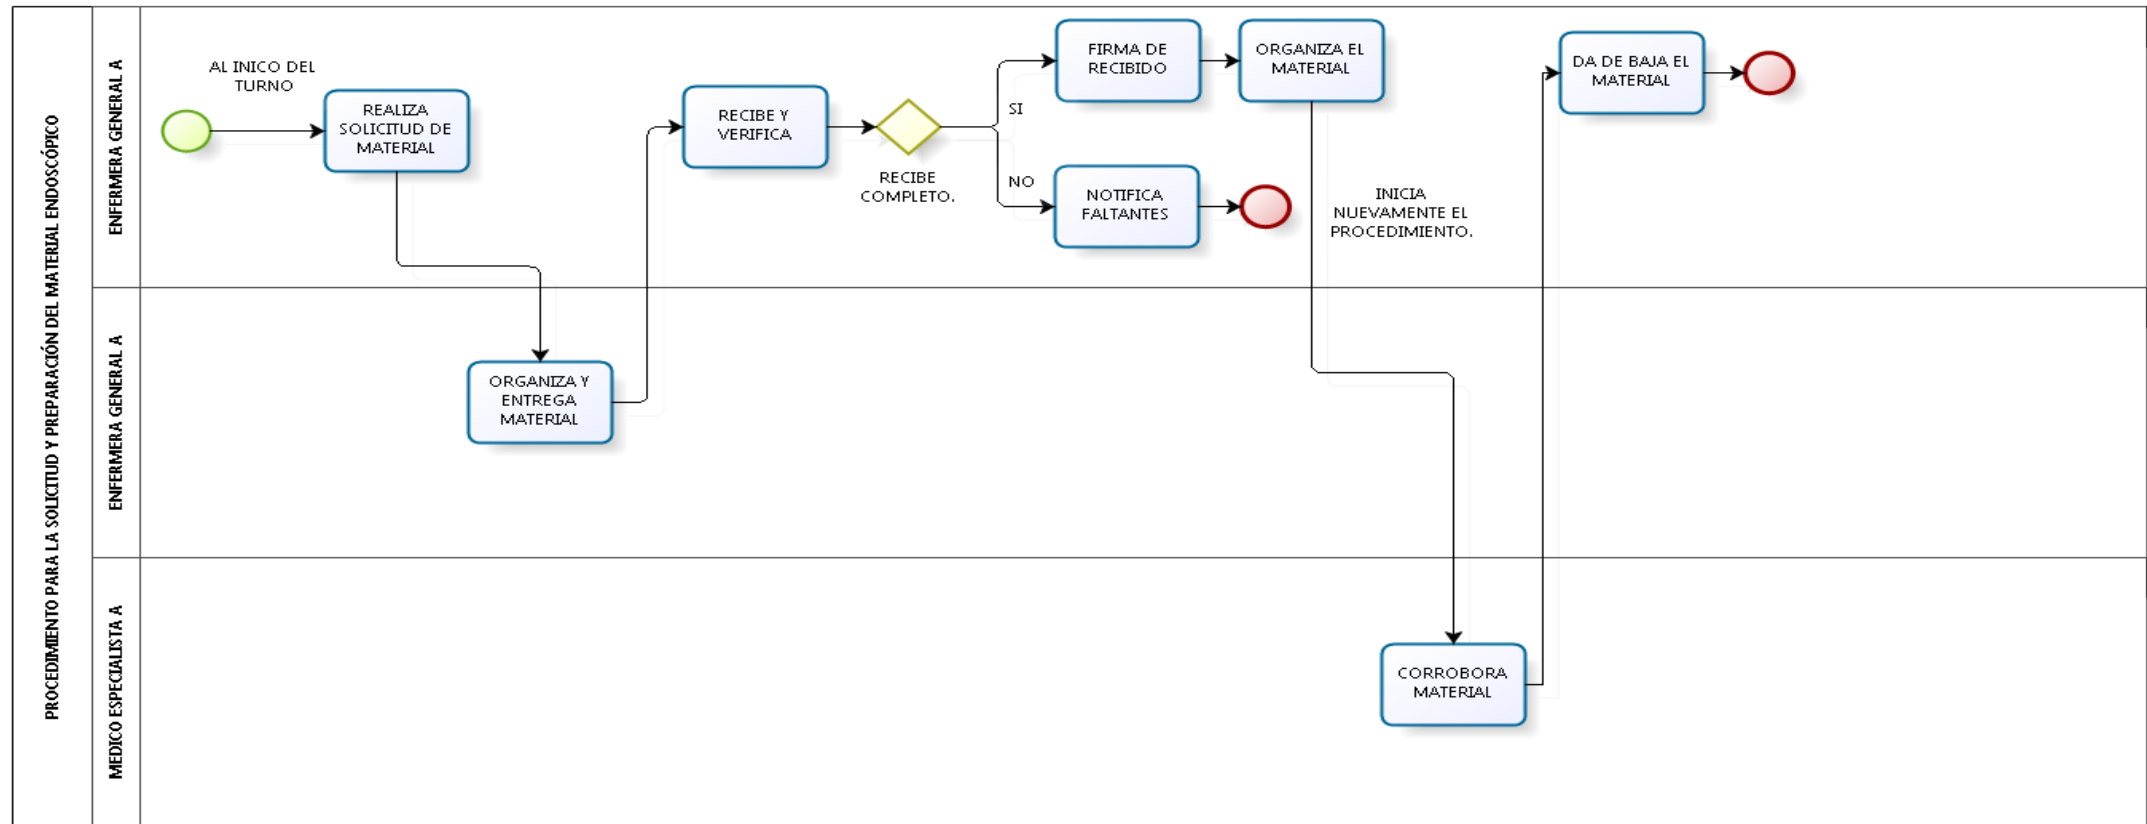 PROCEDIMIENTO PARA LA SOLICITUD Y PREPARACIÓN DEL MATERIAL ENDOSCÓPICO
ENFERMERA GENERAL A
AL INICO DEL
TURNO
REALIZA
SOLICITUD DE
MATERIAL
RECIBE Y
VERIFICA
RECIBE
COMPLETO.
SI
NO
FIRMA DE
RECIBIDO
NOTIFICA
FALTANTES
ORGANIZA EL
MATERIAL
INICIA
NUEVAMENTE EL
PROCEDIMIENTO.
DA DE BAJA EL
MATERIAL
ENFERMERA GENERAL A
ORGANIZA Y
ENTREGA
MATERIAL
MEDICO ESPECIALISTA A
CORROBORA
MATERIAL